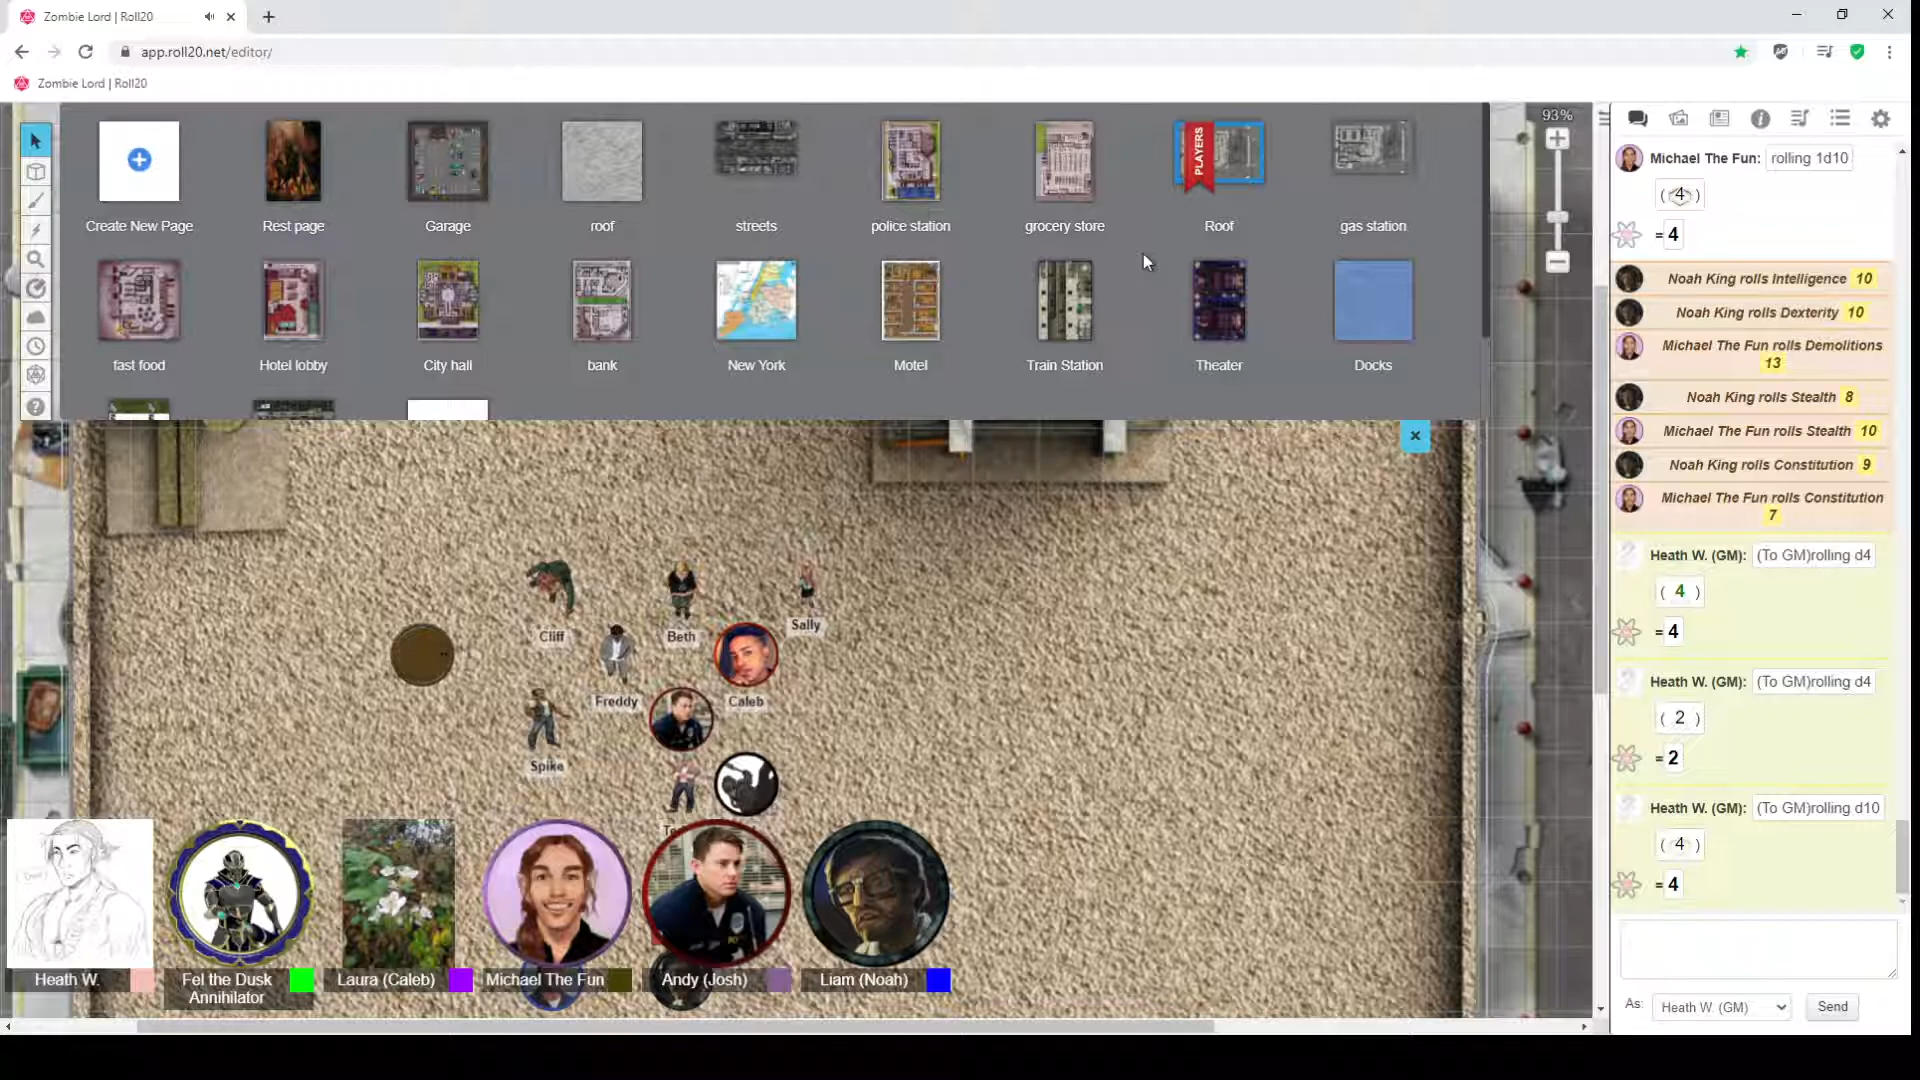 Zombie Lord | Roll20
app.roll20.net/editor/
Zombie Lord | Roll20
93%
PLAYERS
Create New Page
Rest page
Garage
roof
streets
police station
grocery store
Roof
gas station
fast food
Hotel lobby
City hall
bank
New York
Motel
Train Station
Theater
Docks
Cliff
Beth
Sally
Freddy
Caleb
Spike
Heath W.
Fel the Dusk
Annihilator
Laura (Caleb)
Michael The Fun
Andy (Josh)
Liam (Noah)
Michael The Fun: rolling 1d10
( 4 )
= 4
Noah King rolls Intelligence 10
Noah King rolls Dexterity 10
Michael The Fun rolls Demolitions
13
Noah King rolls Stealth 8
Michael The Fun rolls Stealth 10
Noah King rolls Constitution 9
Michael The Fun rolls Constitution
7
Heath W. (GM): (To GM)rolling d4
( 4 )
= 4
Heath W. (GM): (To GM)rolling d4
( 2 )
= 2
Heath W. (GM): (To GM)rolling d10
( 4 )
= 4
As: Heath W. (GM) Send